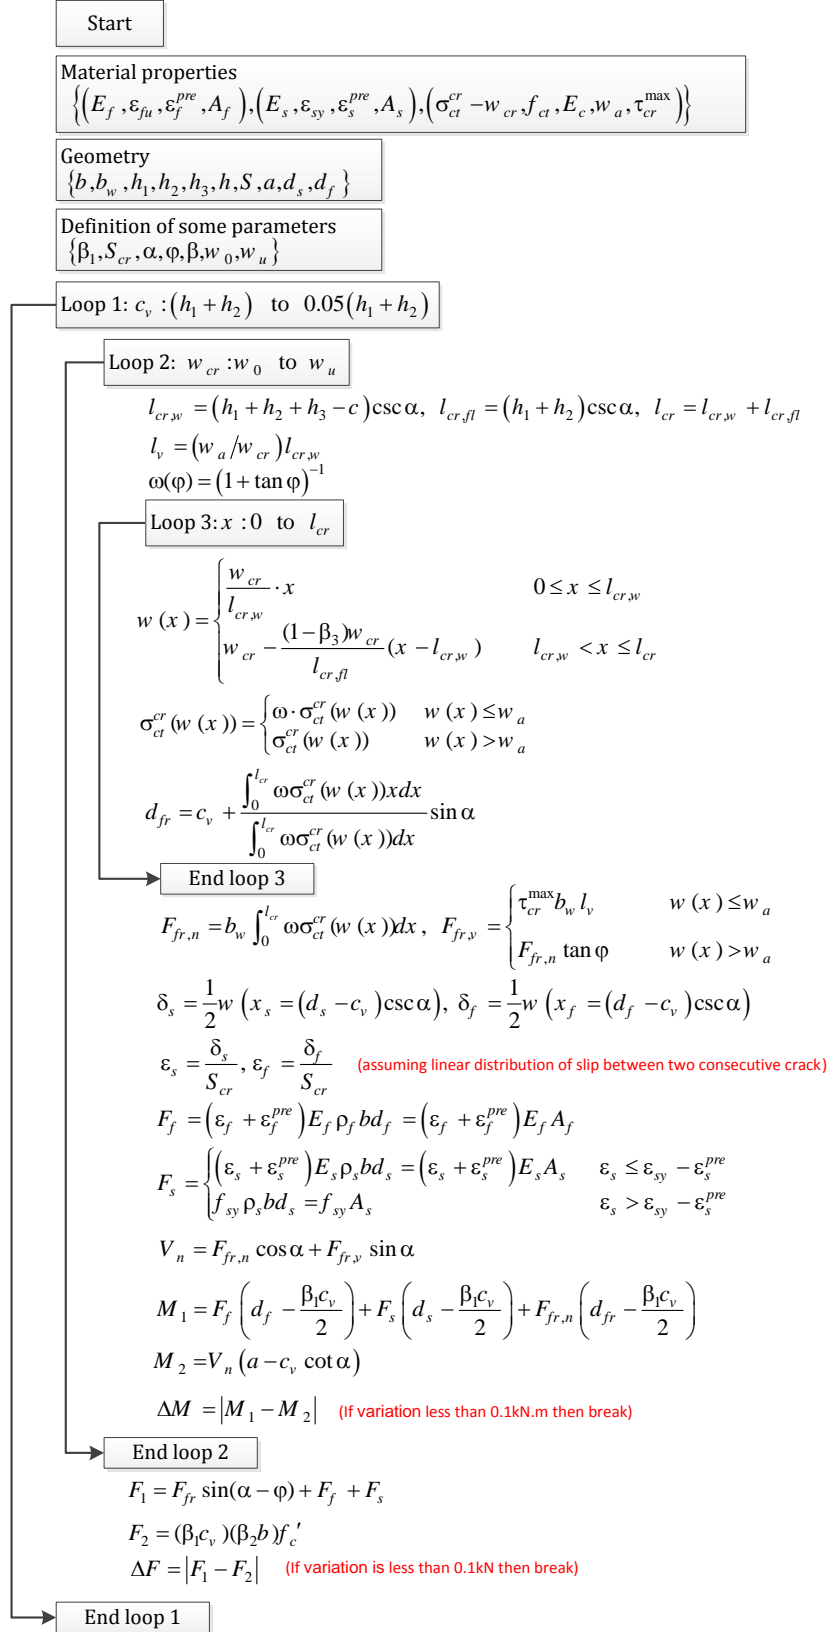 Start
Material properties
{(E_f, ε_fu, ε_f^pre, A_f), (E_s, ε_sy, ε_s^pre, A_s), (σ_ct^cr − w_cr, f_ct, E_c, w_a, τ_cr^max)}
Geometry
{b, b_w, h_1, h_2, h_3, h, S, a, d_s, d_f}
Definition of some parameters
{β_1, S_cr, α, φ, β, w_0, w_u}
Loop 1: c_v : (h_1 + h_2) to 0.05(h_1 + h_2)
Loop 2: w_cr : w_0 to w_u
l_cr,w = (h_1 + h_2 + h_3 − c)csc α, l_cr,fl = (h_1 + h_2)csc α, l_cr = l_cr,w + l_cr,fl
l_v = (w_a/w_cr) l_cr,w
ω(φ) = (1 + tan φ)^−1
Loop 3: x : 0 to l_cr
w(x) = { (w_cr / l_cr,w) · x 0 ≤ x ≤ l_cr,w
w_cr − ((1 − β_3)w_cr / l_cr,fl)(x − l_cr,w) l_cr,w < x ≤ l_cr
σ_ct^cr(w(x)) = { ω · σ_ct^cr(w(x)) w(x) ≤ w_a
σ_ct^cr(w(x)) w(x) > w_a
d_fr = c_v + (∫_0^l_cr ωσ_ct^cr(w(x))xdx / ∫_0^l_cr ωσ_ct^cr(w(x))dx) sin α
End loop 3
F_fr,n = b_w ∫_0^l_cr ωσ_ct^cr(w(x))dx, F_fr,v = { τ_cr^max b_w l_v w(x) ≤ w_a
F_fr,n tan φ w(x) > w_a
δ_s = 1/2 w(x_s = (d_s − c_v)csc α), δ_f = 1/2 w(x_f = (d_f − c_v)csc α)
ε_s = δ_s / S_cr, ε_f = δ_f / S_cr (assuming linear distribution of slip between two consecutive crack)
F_f = (ε_f + ε_f^pre) E_f ρ_f b d_f = (ε_f + ε_f^pre) E_f A_f
F_s = { (ε_s + ε_s^pre) E_s ρ_s b d_s = (ε_s + ε_s^pre) E_s A_s ε_s ≤ ε_sy − ε_s^pre
f_sy ρ_s b d_s = f_sy A_s ε_s > ε_sy − ε_s^pre
V_n = F_fr,n cos α + F_fr,v sin α
M_1 = F_f (d_f − β_1 c_v / 2) + F_s (d_s − β_1 c_v / 2) + F_fr,n (d_fr − β_1 c_v / 2)
M_2 = V_n (a − c_v cot α)
ΔM = |M_1 − M_2| (If variation less than 0.1kN.m then break)
End loop 2
F_1 = F_fr sin(α − φ) + F_f + F_s
F_2 = (β_1 c_v)(β_2 b) f_c′
ΔF = |F_1 − F_2| (If variation is less than 0.1kN then break)
End loop 1